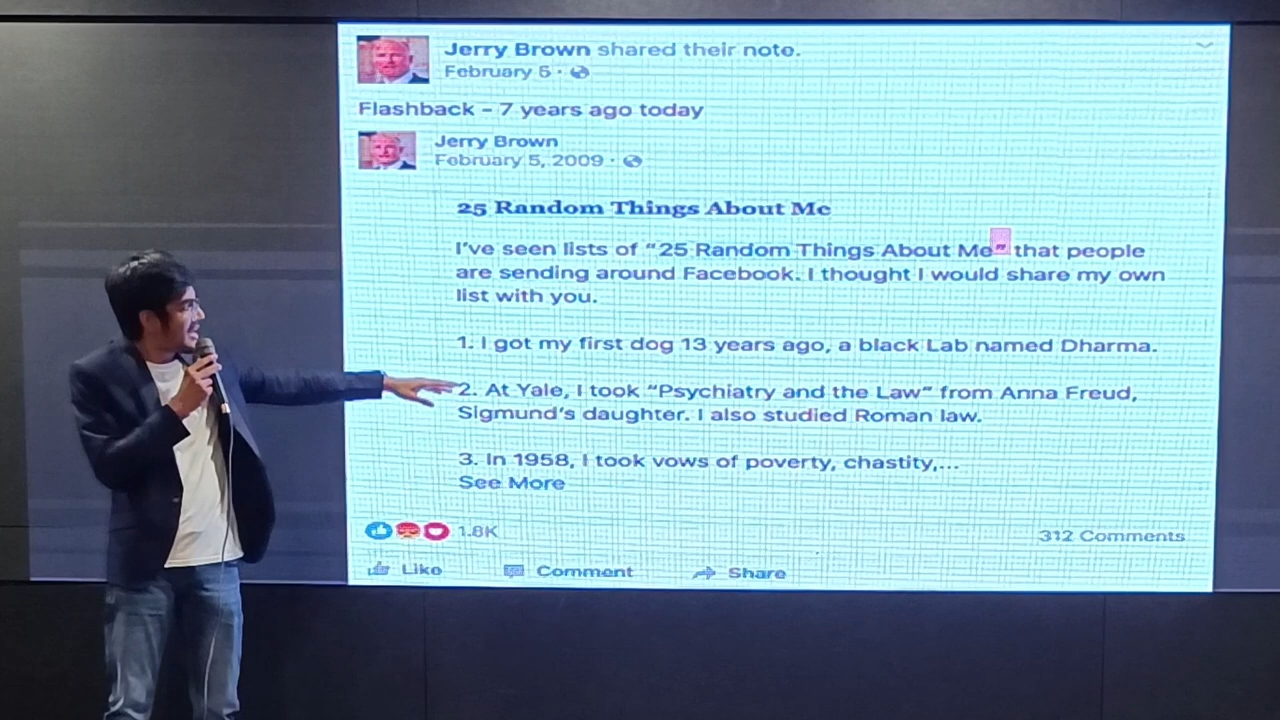 Jerry Brown shared their note.
February 5 ·
Flashback – 7 years ago today
Jerry Brown
February 5, 2009 ·
25 Random Things About Me
I've seen lists of “25 Random Things About Me” that people
are sending around Facebook. I thought I would share my own
list with you.
1. I got my first dog 13 years ago, a black Lab named Dharma.
2. At Yale, I took “Psychiatry and the Law” from Anna Freud,
Sigmund's daughter. I also studied Roman law.
3. In 1958, I took vows of poverty, chastity,...
See More
1.8K
312 Comments
Like Comment Share